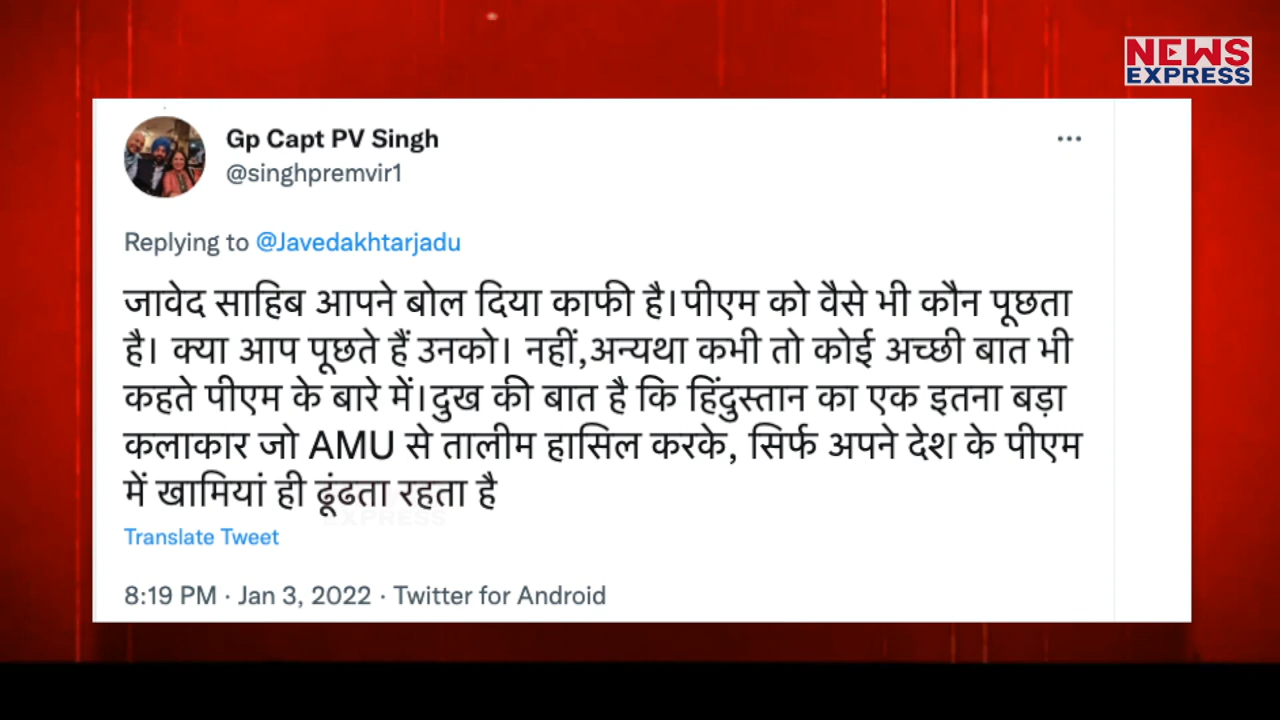 NEWS
EXPRESS
Gp Capt PV Singh
@singhpremvir1
Replying to @Javedakhtarjadu
जावेद साहिब आपने बोल दिया काफी है।पीएम को वैसे भी कौन पूछता
है। क्या आप पूछते हैं उनको। नहीं,अन्यथा कभी तो कोई अच्छी बात भी
कहते पीएम के बारे में।दुख की बात है कि हिंदुस्तान का एक इतना बड़ा
कलाकार जो AMU से तालीम हासिल करके, सिर्फ अपने देश के पीएम
में खामियां ही ढूंढता रहता है
EXPRESS
Translate Tweet
8:19 PM · Jan 3, 2022 · Twitter for Android